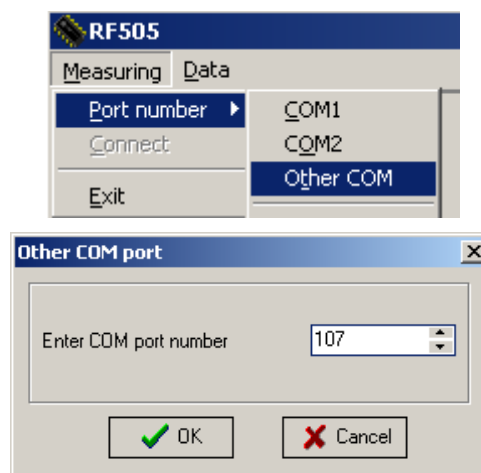 RF505
Measuring Data
Port number COM1
Connect COM2
Other COM
Exit
Other COM port
Enter COM port number 107
OK Cancel